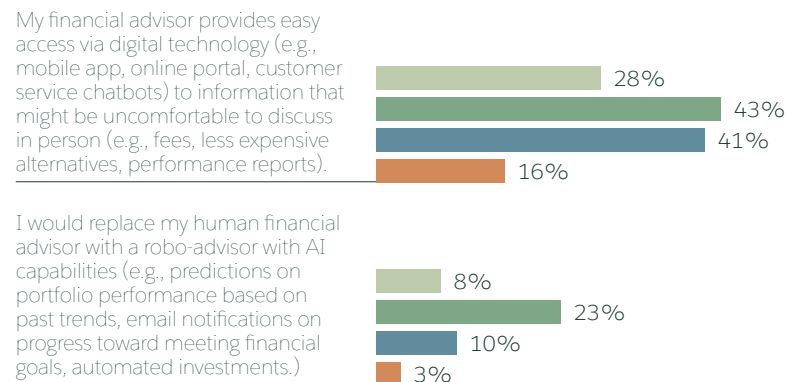 My financial advisor provides easy
access via digital technology (e.g.,
mobile app, online portal, customer
service chatbots) to information that
might be uncomfortable to discuss
in person (e.g., fees, less expensive
alternatives, performance reports).
28%
43%
41%
16%
I would replace my human financial
advisor with a robo-advisor with AI
capabilities (e.g., predictions on
portfolio performance based on
past trends, email notifications on
progress toward meeting financial
goals, automated investments.)
8%
23%
10%
3%